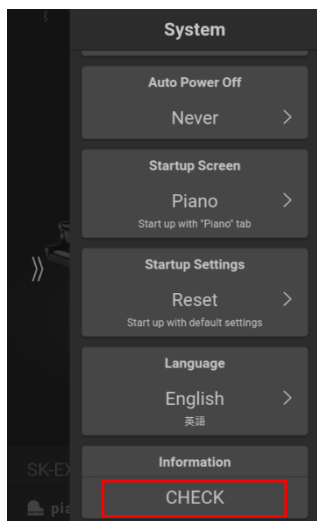 System
Auto Power Off
Never
Startup Screen
Piano
Start up with "Piano" tab
Startup Settings
Reset
Start up with default settings
Language
English
英語
SK-EX
Information
CHECK